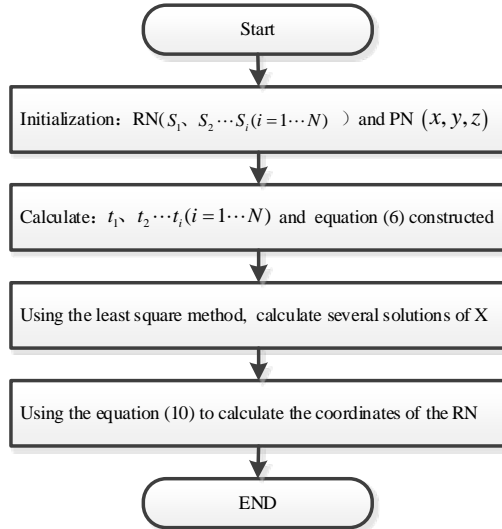 Start
Initialization：RN(S₁、S₂⋯Sᵢ(i=1⋯N) ）and PN (x, y, z)
Calculate：t₁、t₂⋯tᵢ(i=1⋯N) and equation (6) constructed
Using the least square method, calculate several solutions of X
Using the equation (10) to calculate the coordinates of the RN
END